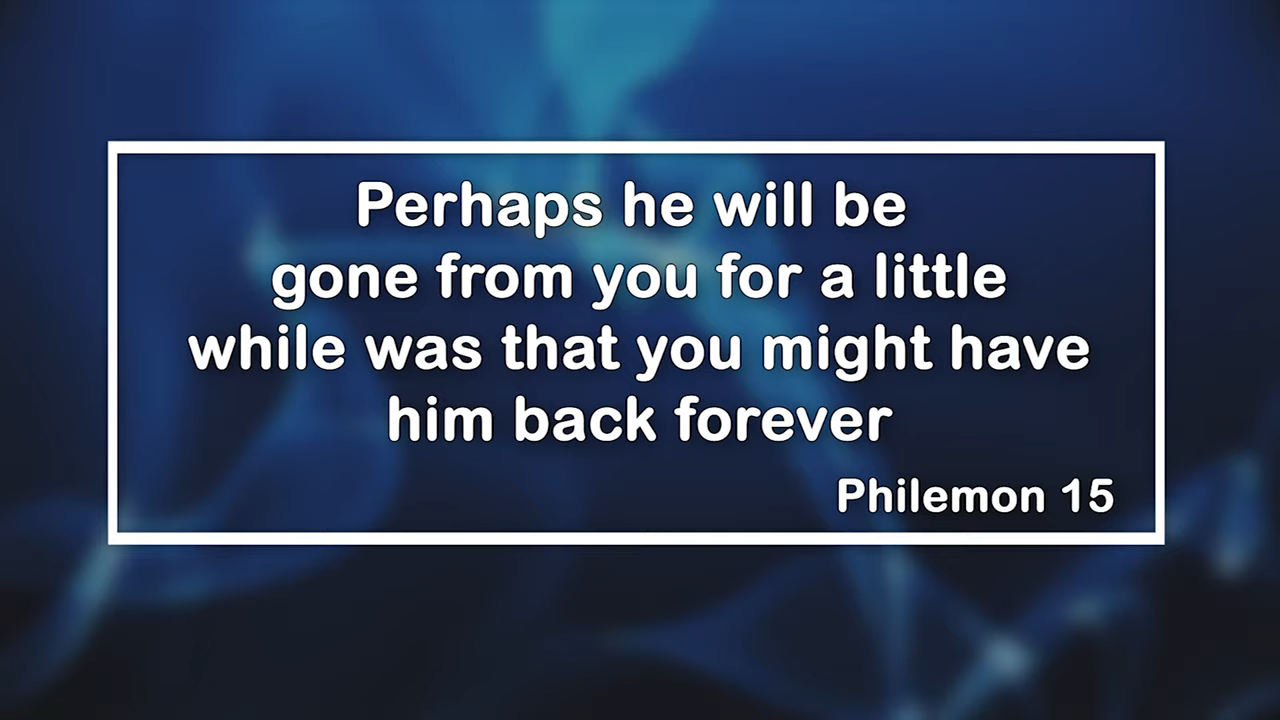 Perhaps he will be
gone from you for a little
while was that you might have
him back forever
Philemon 15